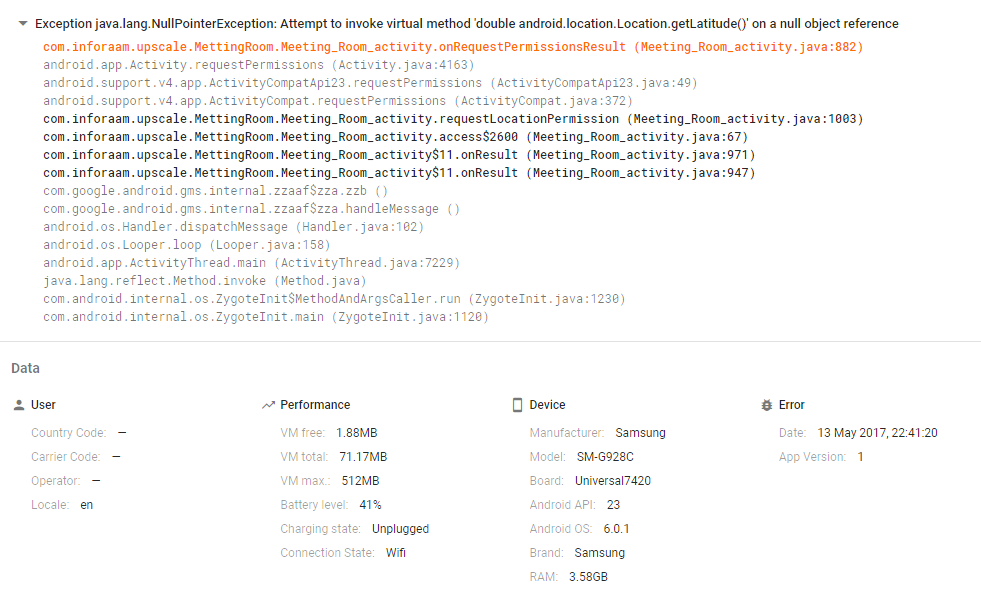 Exception java.lang.NullPointerException: Attempt to invoke virtual method 'double android.location.Location.getLatitude()' on a null object reference
com.inforaam.upscale.MettingRoom.Meeting_Room_activity.onRequestPermissionsResult (Meeting_Room_activity.java:882)
android.app.Activity.requestPermissions (Activity.java:4163)
android.support.v4.app.ActivityCompatApi23.requestPermissions (ActivityCompatApi23.java:49)
android.support.v4.app.ActivityCompat.requestPermissions (ActivityCompat.java:372)
com.inforaam.upscale.MettingRoom.Meeting_Room_activity.requestLocationPermission (Meeting_Room_activity.java:1003)
com.inforaam.upscale.MettingRoom.Meeting_Room_activity.access$2600 (Meeting_Room_activity.java:67)
com.inforaam.upscale.MettingRoom.Meeting_Room_activity$11.onResult (Meeting_Room_activity.java:971)
com.inforaam.upscale.MettingRoom.Meeting_Room_activity$11.onResult (Meeting_Room_activity.java:947)
com.google.android.gms.internal.zzaaf$zza.zzb ()
com.google.android.gms.internal.zzaaf$zza.handleMessage ()
android.os.Handler.dispatchMessage (Handler.java:102)
android.os.Looper.loop (Looper.java:158)
android.app.ActivityThread.main (ActivityThread.java:7229)
java.lang.reflect.Method.invoke (Method.java)
com.android.internal.os.ZygoteInit$MethodAndArgsCaller.run (ZygoteInit.java:1230)
com.android.internal.os.ZygoteInit.main (ZygoteInit.java:1120)
Data
User
Country Code: —
Carrier Code: —
Operator: —
Locale: en
Performance
VM free: 1.88MB
VM total: 71.17MB
VM max.: 512MB
Battery level: 41%
Charging state: Unplugged
Connection State: Wifi
Device
Manufacturer: Samsung
Model: SM-G928C
Board: Universal7420
Android API: 23
Android OS: 6.0.1
Brand: Samsung
RAM: 3.58GB
Error
Date: 13 May 2017, 22:41:20
App Version: 1